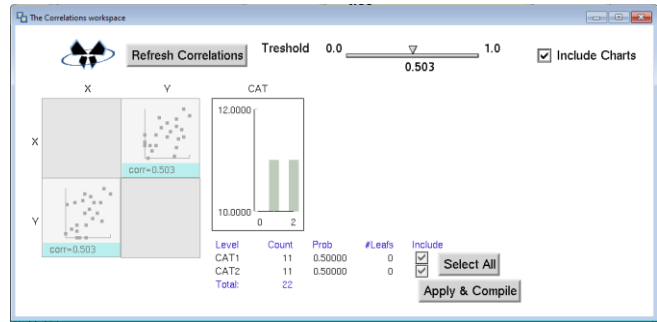 The Correlations workspace
Refresh Correlations
Treshold 0.0 1.0
0.503
Include Charts
X Y CAT
X
corr=0.503
12.0000
10.0000
0 2
Y
corr=0.503
Level Count Prob #Leafs Include
CAT1 11 0.50000 0
CAT2 11 0.50000 0
Total: 22
Select All
Apply & Compile